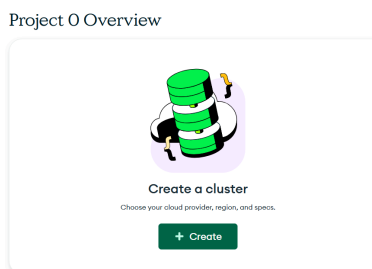 Project 0 Overview
Create a cluster
Choose your cloud provider, region, and specs.
+ Create